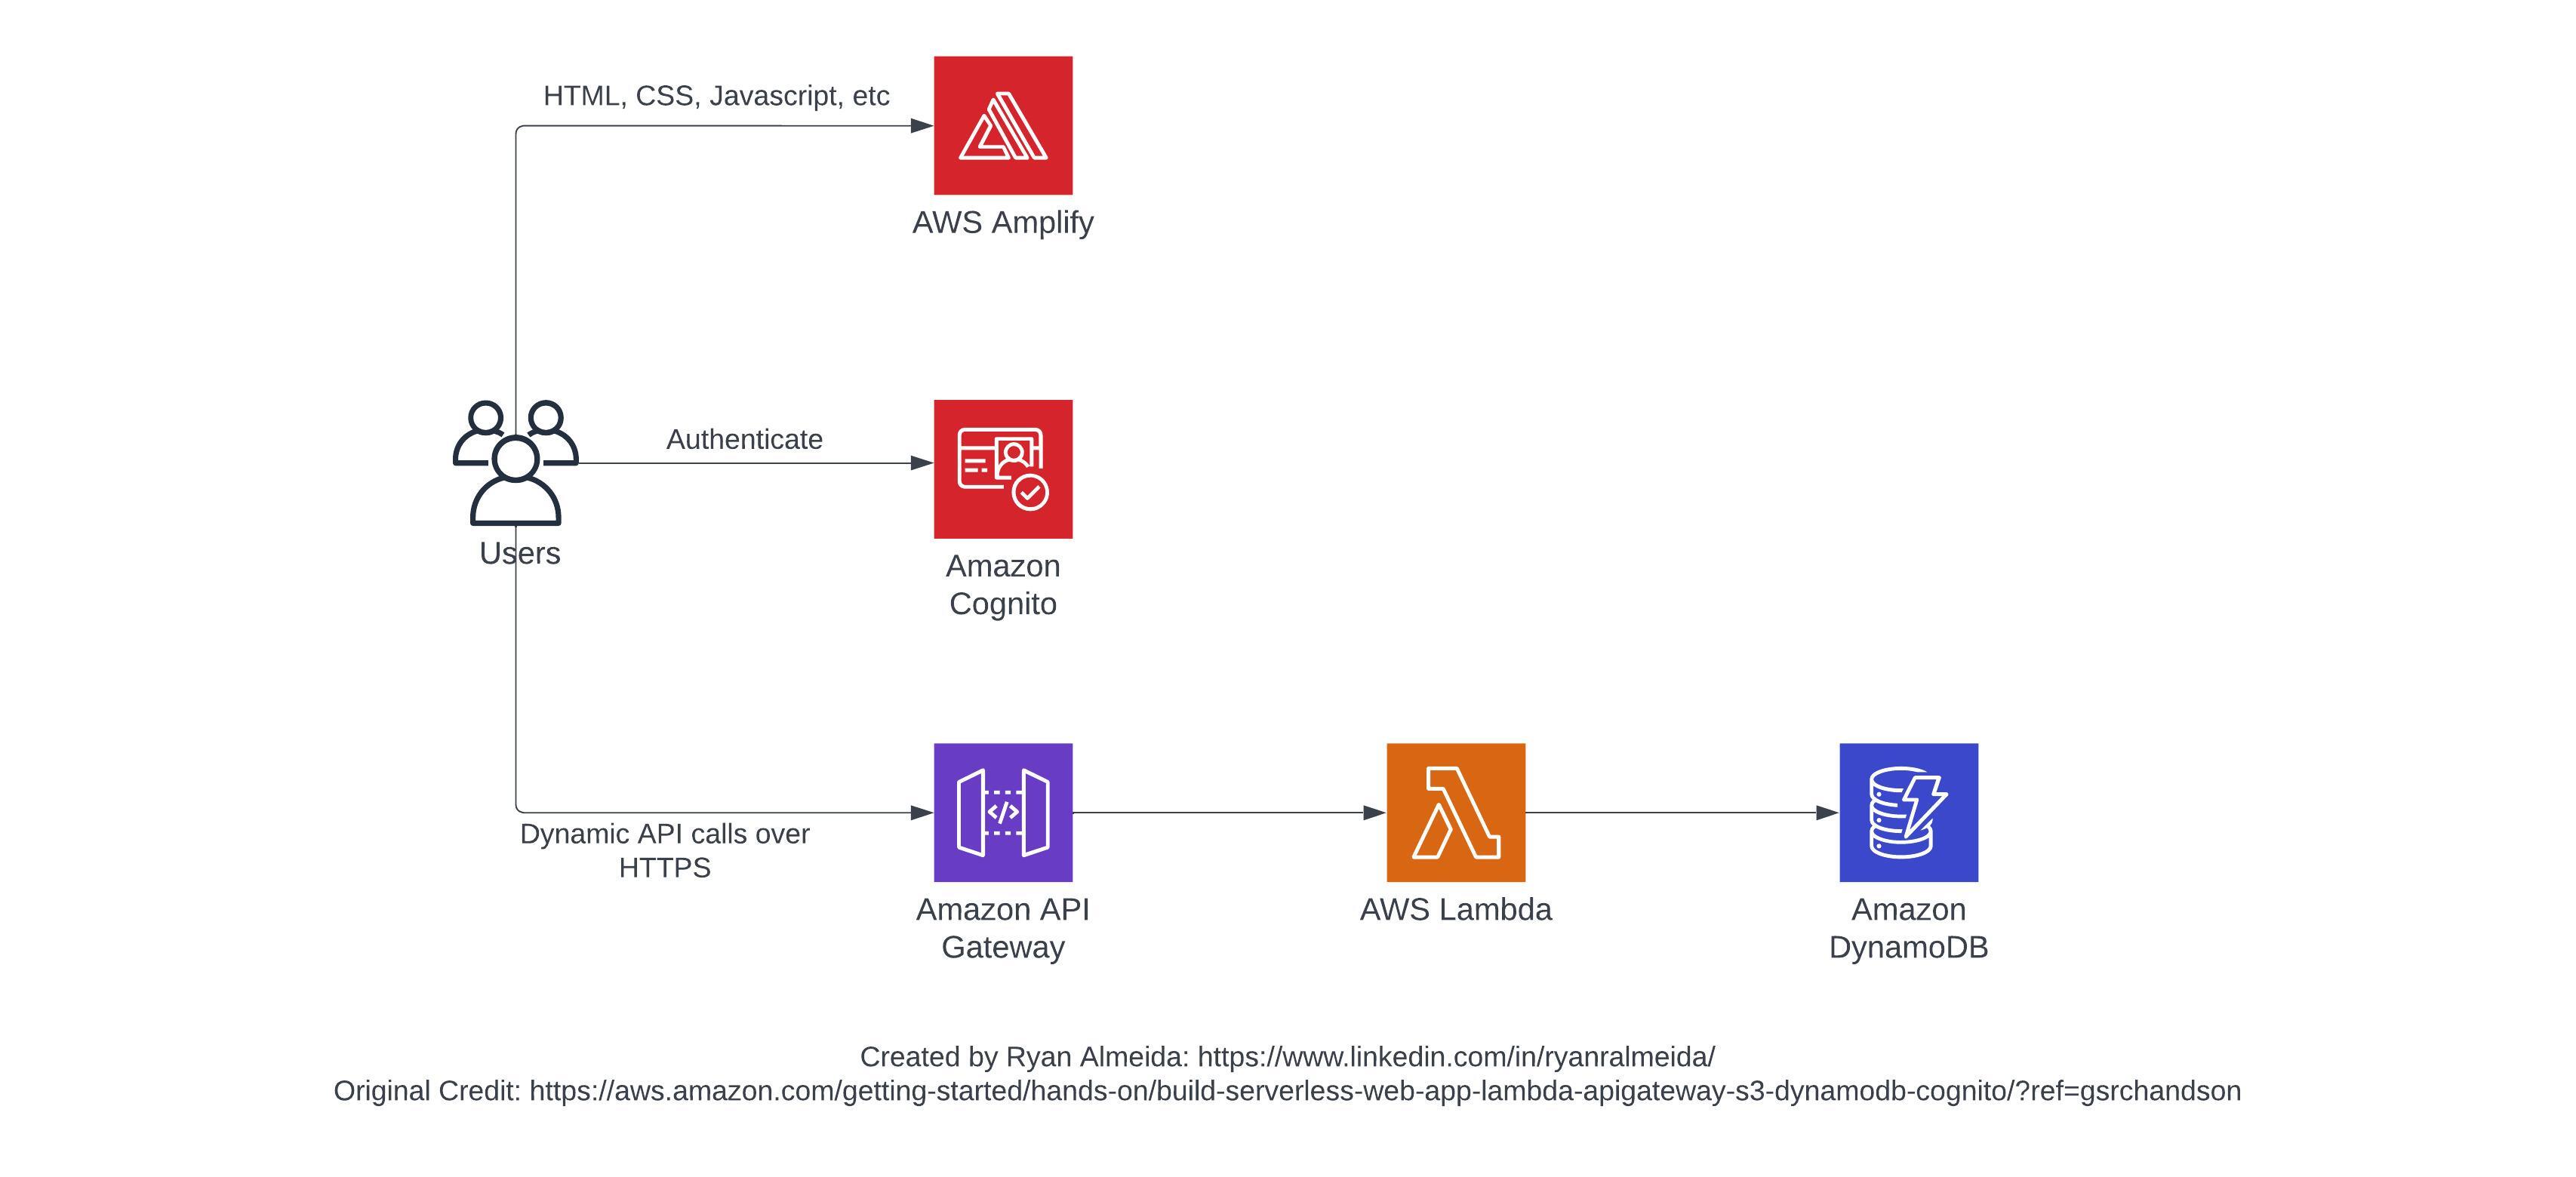 HTML, CSS, Javascript, etc
AWS Amplify
Authenticate
Users
Amazon
Cognito
Dynamic API calls over
HTTPS
Amazon API
Gateway
AWS Lambda
Amazon
DynamoDB
Created by Ryan Almeida: https://www.linkedin.com/in/ryanralmeida/
Original Credit: https://aws.amazon.com/getting-started/hands-on/build-serverless-web-app-lambda-apigateway-s3-dynamodb-cognito/?ref=gsrchandson